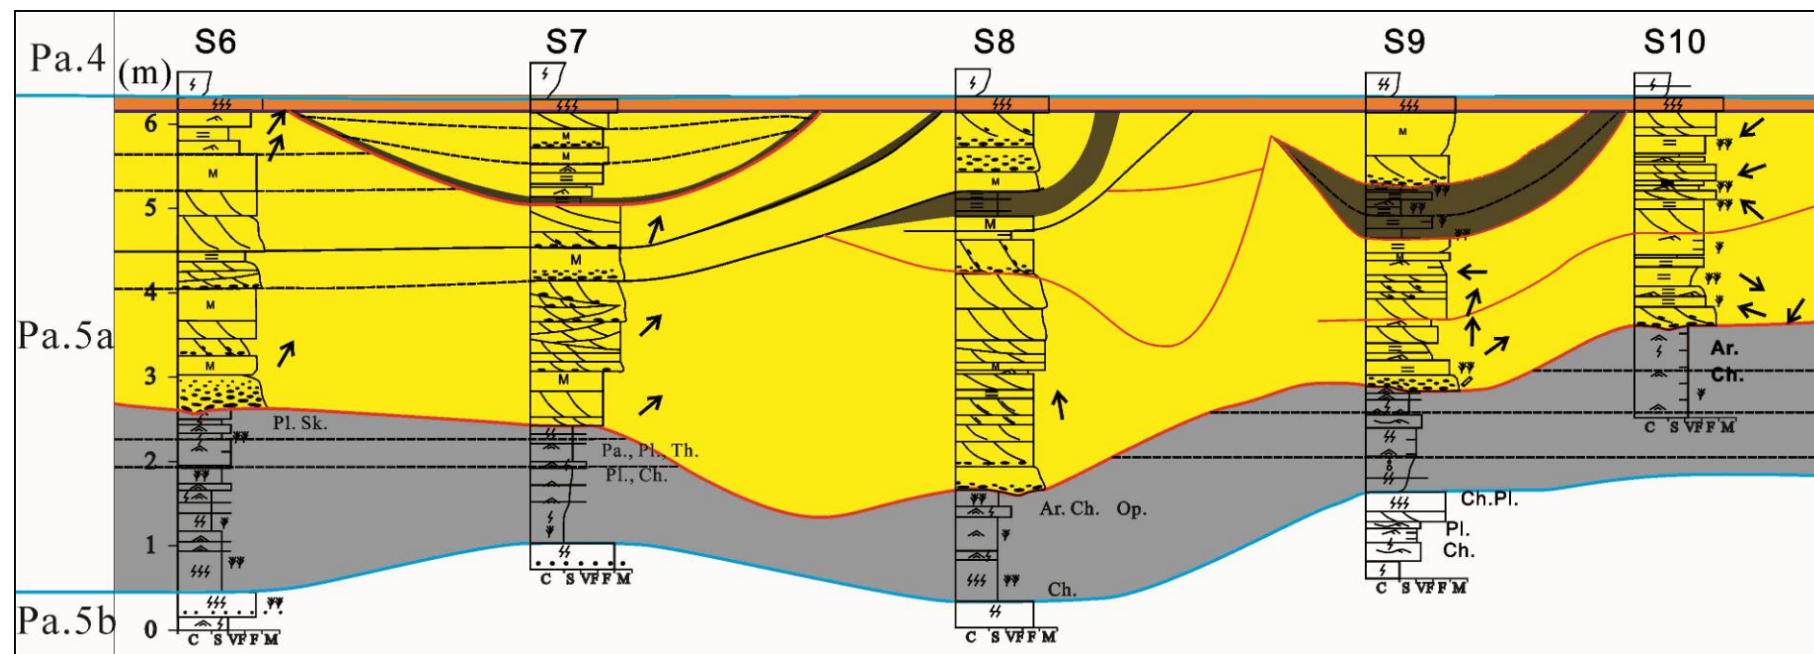 S6 S7 S8 S9 S10
Pa.4
(m)
6
M
M
M
5
M
M
M
M
4
M
Pa.5a
3
M
M
Ar.
Ch.
C S VF F M
Pl. Sk.
2
Pa., Pl., Th.
Pl., Ch.
Ar. Ch. Op.
Ch.Pl.
Pl.
Ch.
1
C S VF F M
C S VF F M
Ch.
Pa.5b
0
C S VF F M
C S VF F M